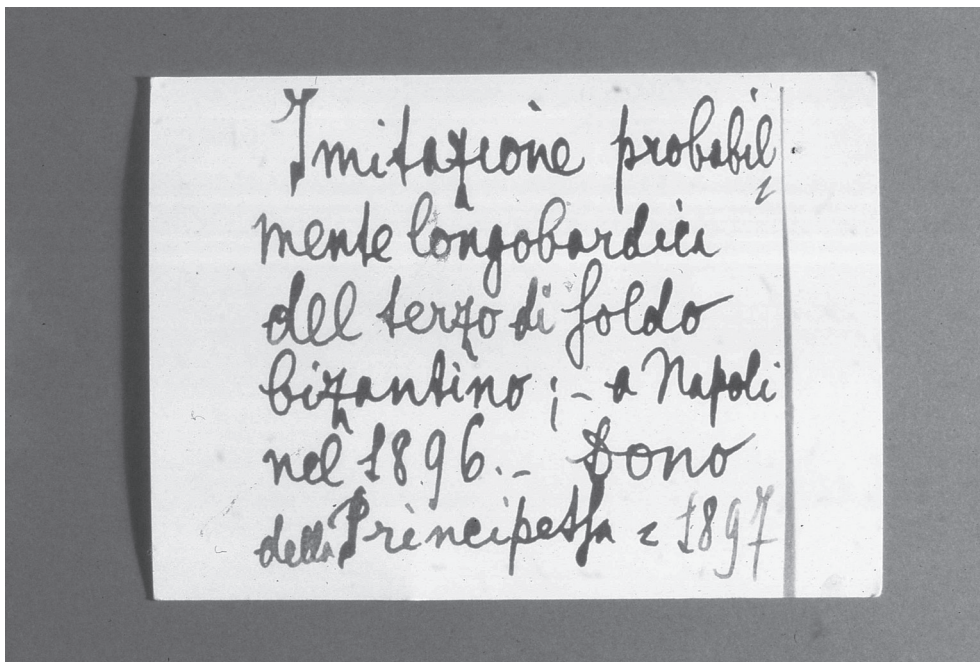 Imitazione probabil=
mente longobardica
del terzo di soldo
bizantino; - a Napoli
nel 1896. - Dono
della Principessa = 1897